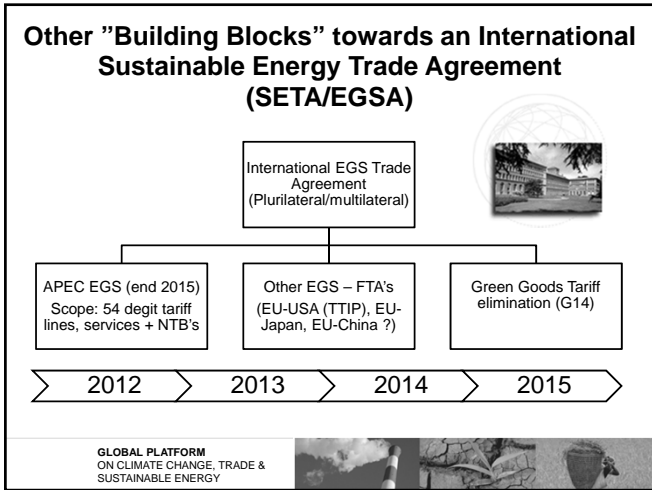 Other ”Building Blocks” towards an International
Sustainable Energy Trade Agreement
(SETA/EGSA)
International EGS Trade
Agreement
(Plurilateral/multilateral)
APEC EGS (end 2015)
Scope: 54 degit tariff
lines, services + NTB's
Other EGS – FTA's
(EU-USA (TTIP), EU-
Japan, EU-China ?)
Green Goods Tariff
elimination (G14)
2012
2013
2014
2015
GLOBAL PLATFORM
ON CLIMATE CHANGE, TRADE &
SUSTAINABLE ENERGY